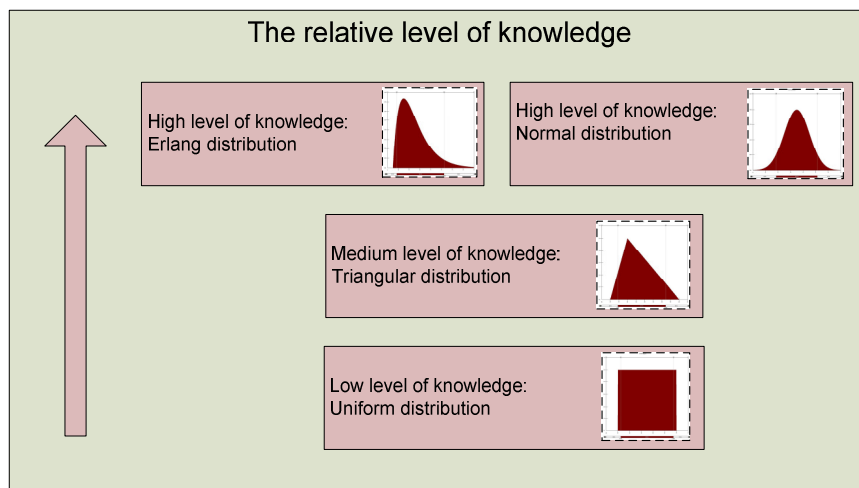 The relative level of knowledge
High level of knowledge:
Erlang distribution
High level of knowledge:
Normal distribution
Medium level of knowledge:
Triangular distribution
Low level of knowledge:
Uniform distribution